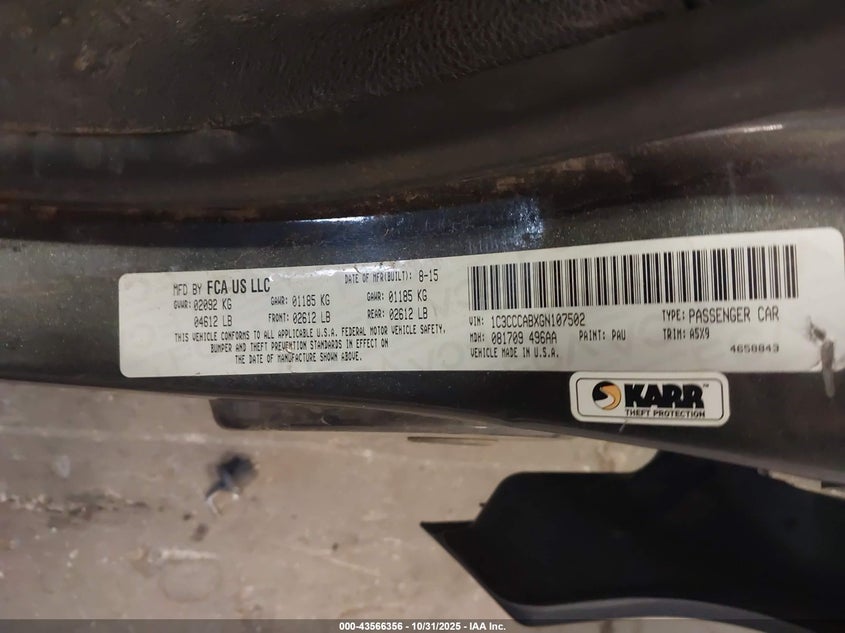 MFD BY FCA US LLC DATE OF MFR(BUILT): 8-15
GVWR: 02092 KG GAWR: 01185 KG GAWR: 01185 KG
04612 LB FRONT: 02612 LB REAR: 02612 LB
THIS VEHICLE CONFORMS TO ALL APPLICABLE U.S.A. FEDERAL MOTOR VEHICLE SAFETY,
BUMPER AND THEFT PREVENTION STANDARDS IN EFFECT ON
THE DATE OF MANUFACTURE SHOWN ABOVE.
VIN: 1C3CCCABXGN107502 TYPE: PASSENGER CAR
MDH: 081709 496AA PAINT: PAU TRIM: A5X9
VEHICLE MADE IN U.S.A. 4658843
KARR™
THEFT PROTECTION
000-43566356 - 10/31/2025 - IAA Inc.